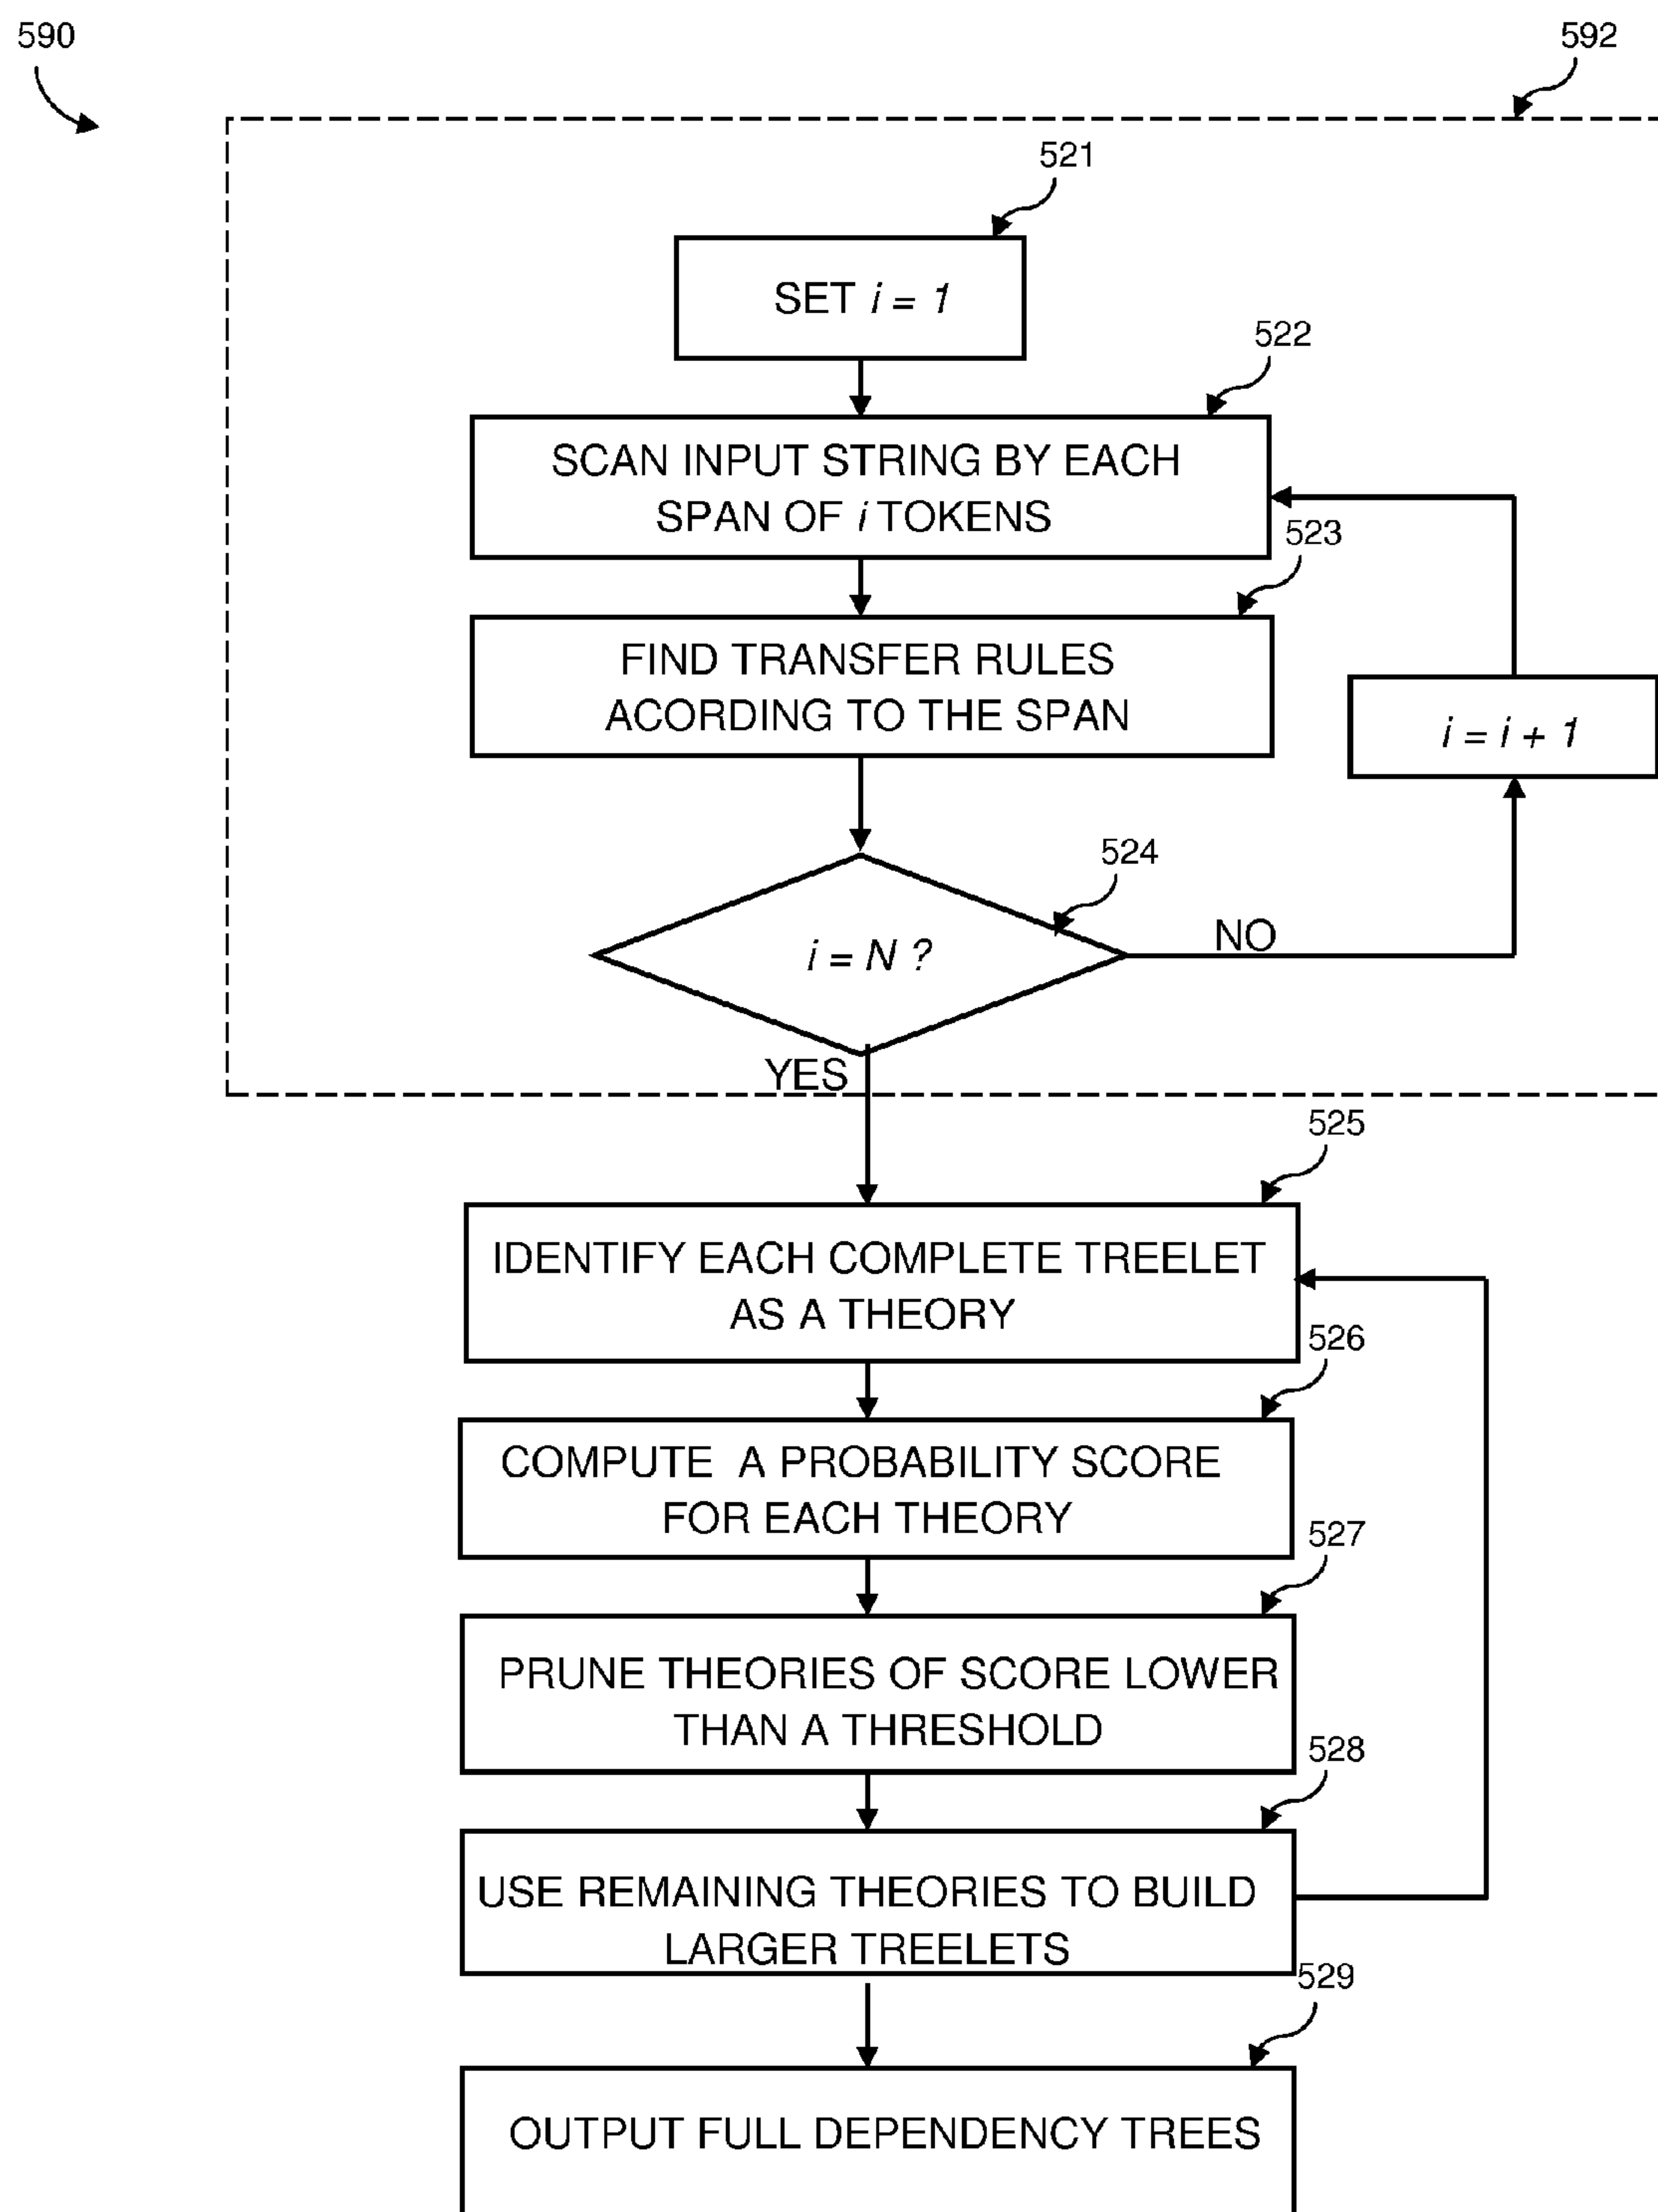 590
592
521
SET i = 1
522
SCAN INPUT STRING BY EACH
SPAN OF i TOKENS
523
FIND TRANSFER RULES
ACORDING TO THE SPAN
i = i + 1
524
i = N ?
NO
YES
525
IDENTIFY EACH COMPLETE TREELET
AS A THEORY
526
COMPUTE A PROBABILITY SCORE
FOR EACH THEORY
527
PRUNE THEORIES OF SCORE LOWER
THAN A THRESHOLD
528
USE REMAINING THEORIES TO BUILD
LARGER TREELETS
529
OUTPUT FULL DEPENDENCY TREES